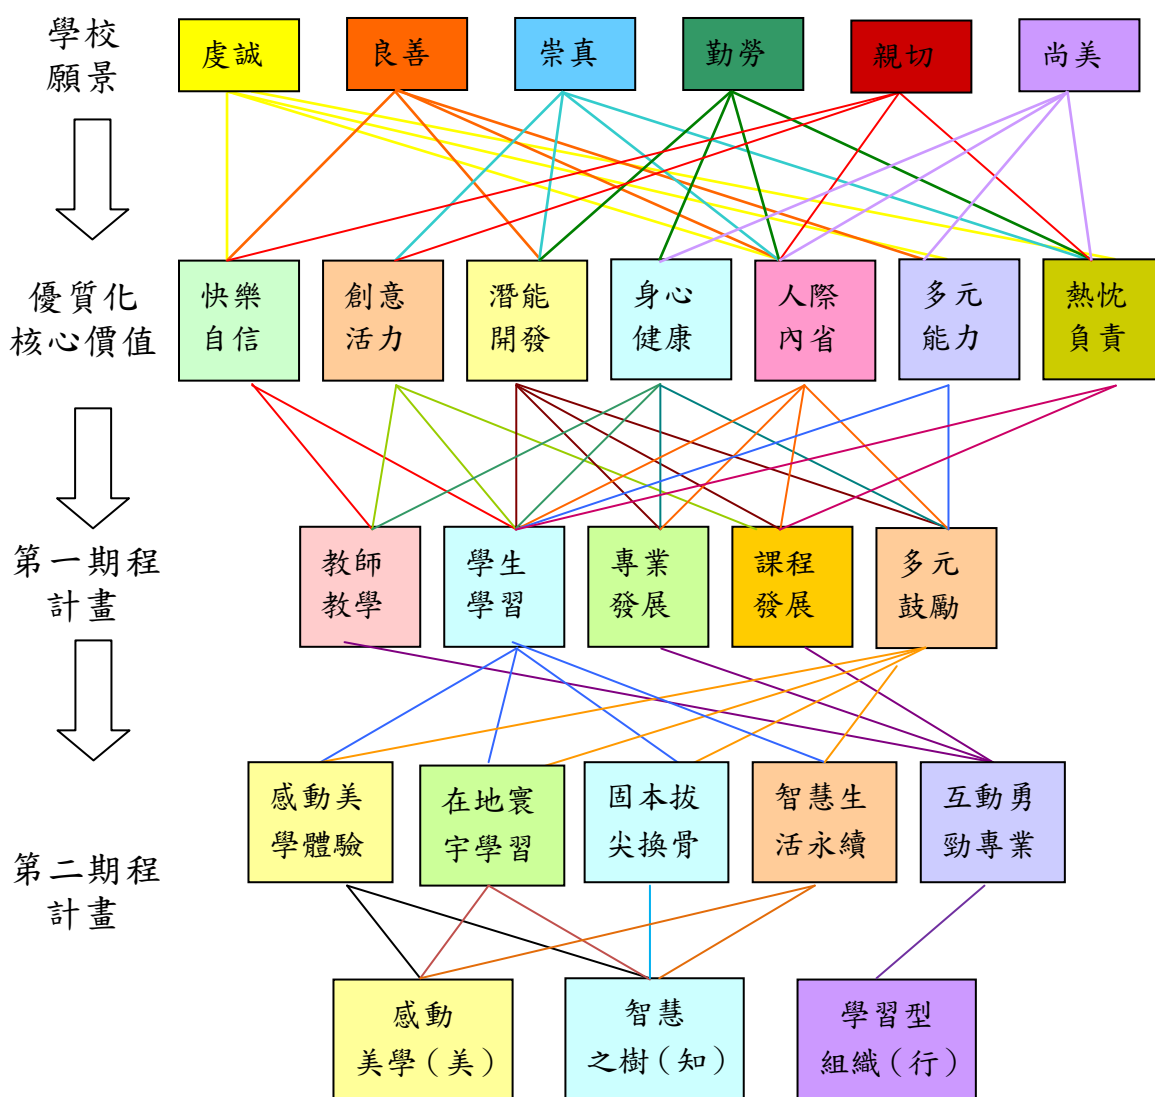 學校
願景
虔誠
良善
崇真
勤勞
親切
尚美
優質化
核心價值
快樂
自信
創意
活力
潛能
開發
身心
健康
人際
內省
多元
能力
熱忱
負責
第一期程
計畫
教師
教學
學生
學習
專業
發展
課程
發展
多元
鼓勵
第二期程
計畫
感動美
學體驗
在地寰
宇學習
固本拔
尖換骨
智慧生
活永續
互動勇
勁專業
感動
美學(美)
智慧
之樹(知)
學習型
組織(行)